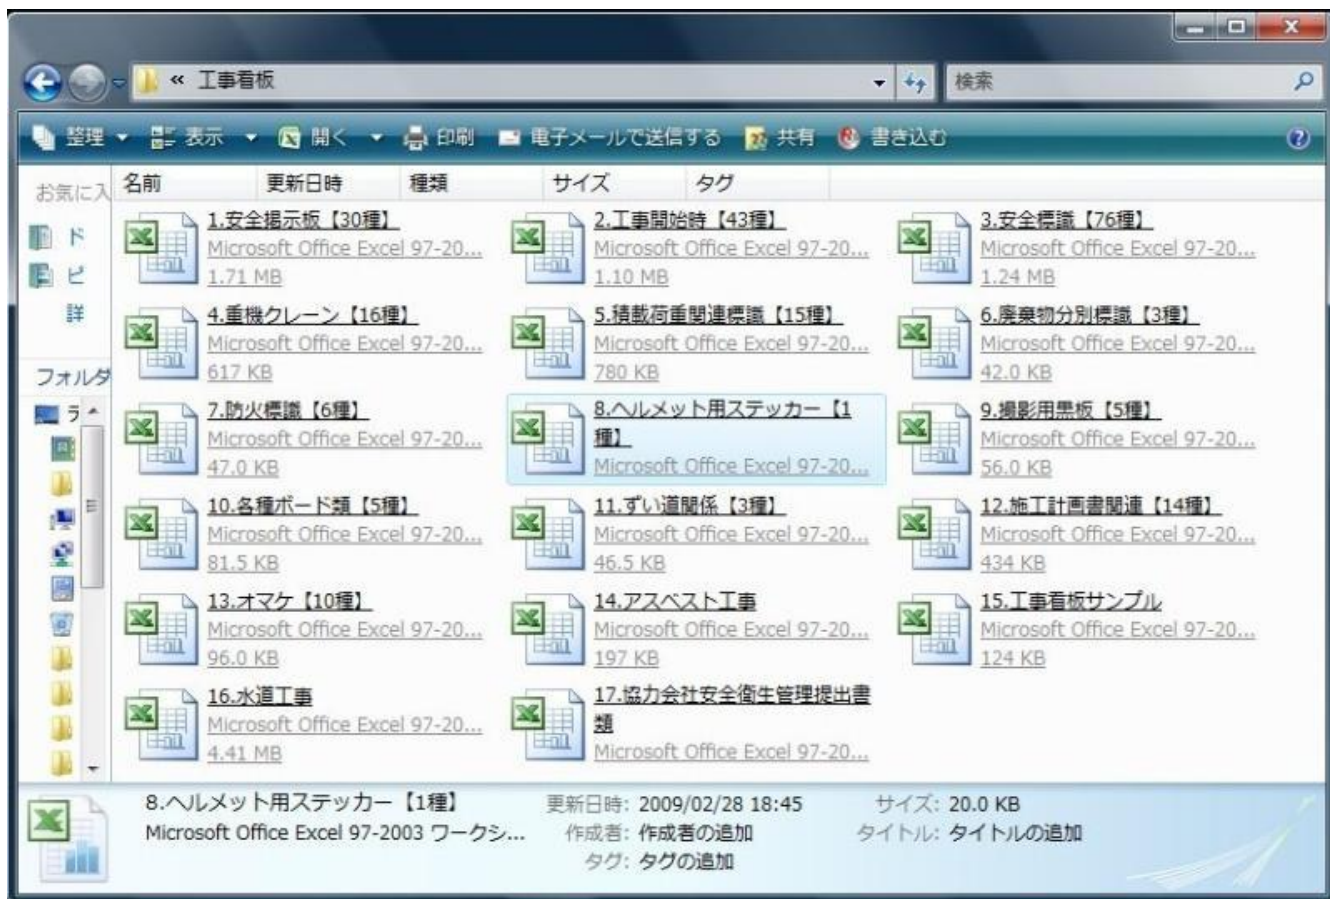 « 工事看板
検索
整理 表示 開く 印刷 電子メールで送信する 共有 書き込む
お気に入
名前 更新日時 種類 サイズ タグ
ド
ビ
詳
フォルダ
ラ
1.安全掲示板【30種】
Microsoft Office Excel 97-20...
1.71 MB
2.工事開始時【43種】
Microsoft Office Excel 97-20...
1.10 MB
3.安全標識【76種】
Microsoft Office Excel 97-20...
1.24 MB
4.重機クレーン【16種】
Microsoft Office Excel 97-20...
617 KB
5.積載荷重関連標識【15種】
Microsoft Office Excel 97-20...
780 KB
6.廃棄物分別標識【3種】
Microsoft Office Excel 97-20...
42.0 KB
7.防火標識【6種】
Microsoft Office Excel 97-20...
47.0 KB
8.ヘルメット用ステッカー【1
種】
Microsoft Office Excel 97-20...
9.撮影用黒板【5種】
Microsoft Office Excel 97-20...
56.0 KB
10.各種ボード類【5種】
Microsoft Office Excel 97-20...
81.5 KB
11.ずい道関係【3種】
Microsoft Office Excel 97-20...
46.5 KB
12.施工計画書関連【14種】
Microsoft Office Excel 97-20...
434 KB
13.オマケ【10種】
Microsoft Office Excel 97-20...
96.0 KB
14.アスベスト工事
Microsoft Office Excel 97-20...
197 KB
15.工事看板サンプル
Microsoft Office Excel 97-20...
124 KB
16.水道工事
Microsoft Office Excel 97-20...
4.41 MB
17.協力会社安全衛生管理提出書
類
Microsoft Office Excel 97-20...
8.ヘルメット用ステッカー【1種】 更新日時: 2009/02/28 18:45 サイズ: 20.0 KB
Microsoft Office Excel 97-2003 ワークシ... 作成者: 作成者の追加 タイトル: タイトルの追加
タグ: タグの追加